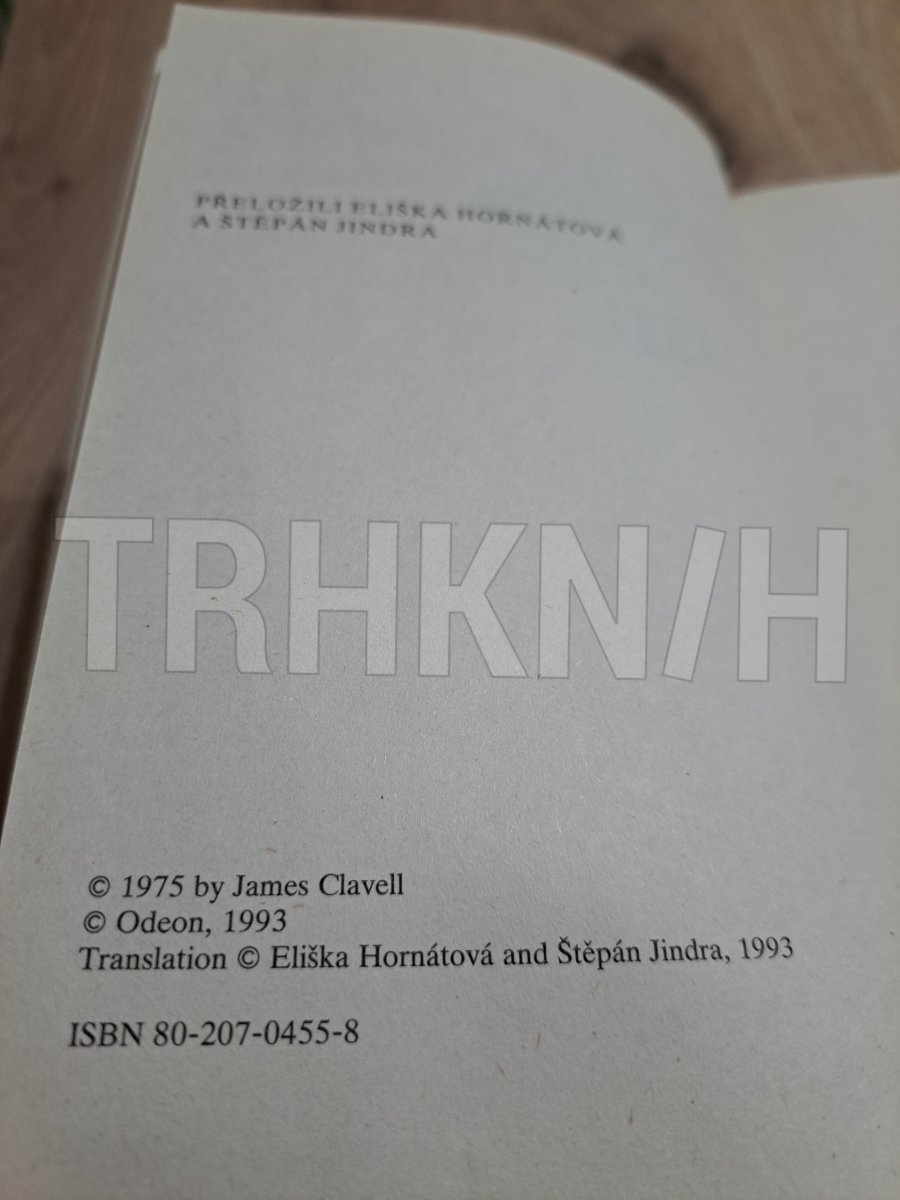 PŘELOŽILI ELIŠKA HORNÁTOVÁ
A ŠTĚPÁN JINDRA
TRHKNIH
© 1975 by James Clavell
© Odeon, 1993
Translation © Eliška Hornátová and Štěpán Jindra, 1993
ISBN 80-207-0455-8